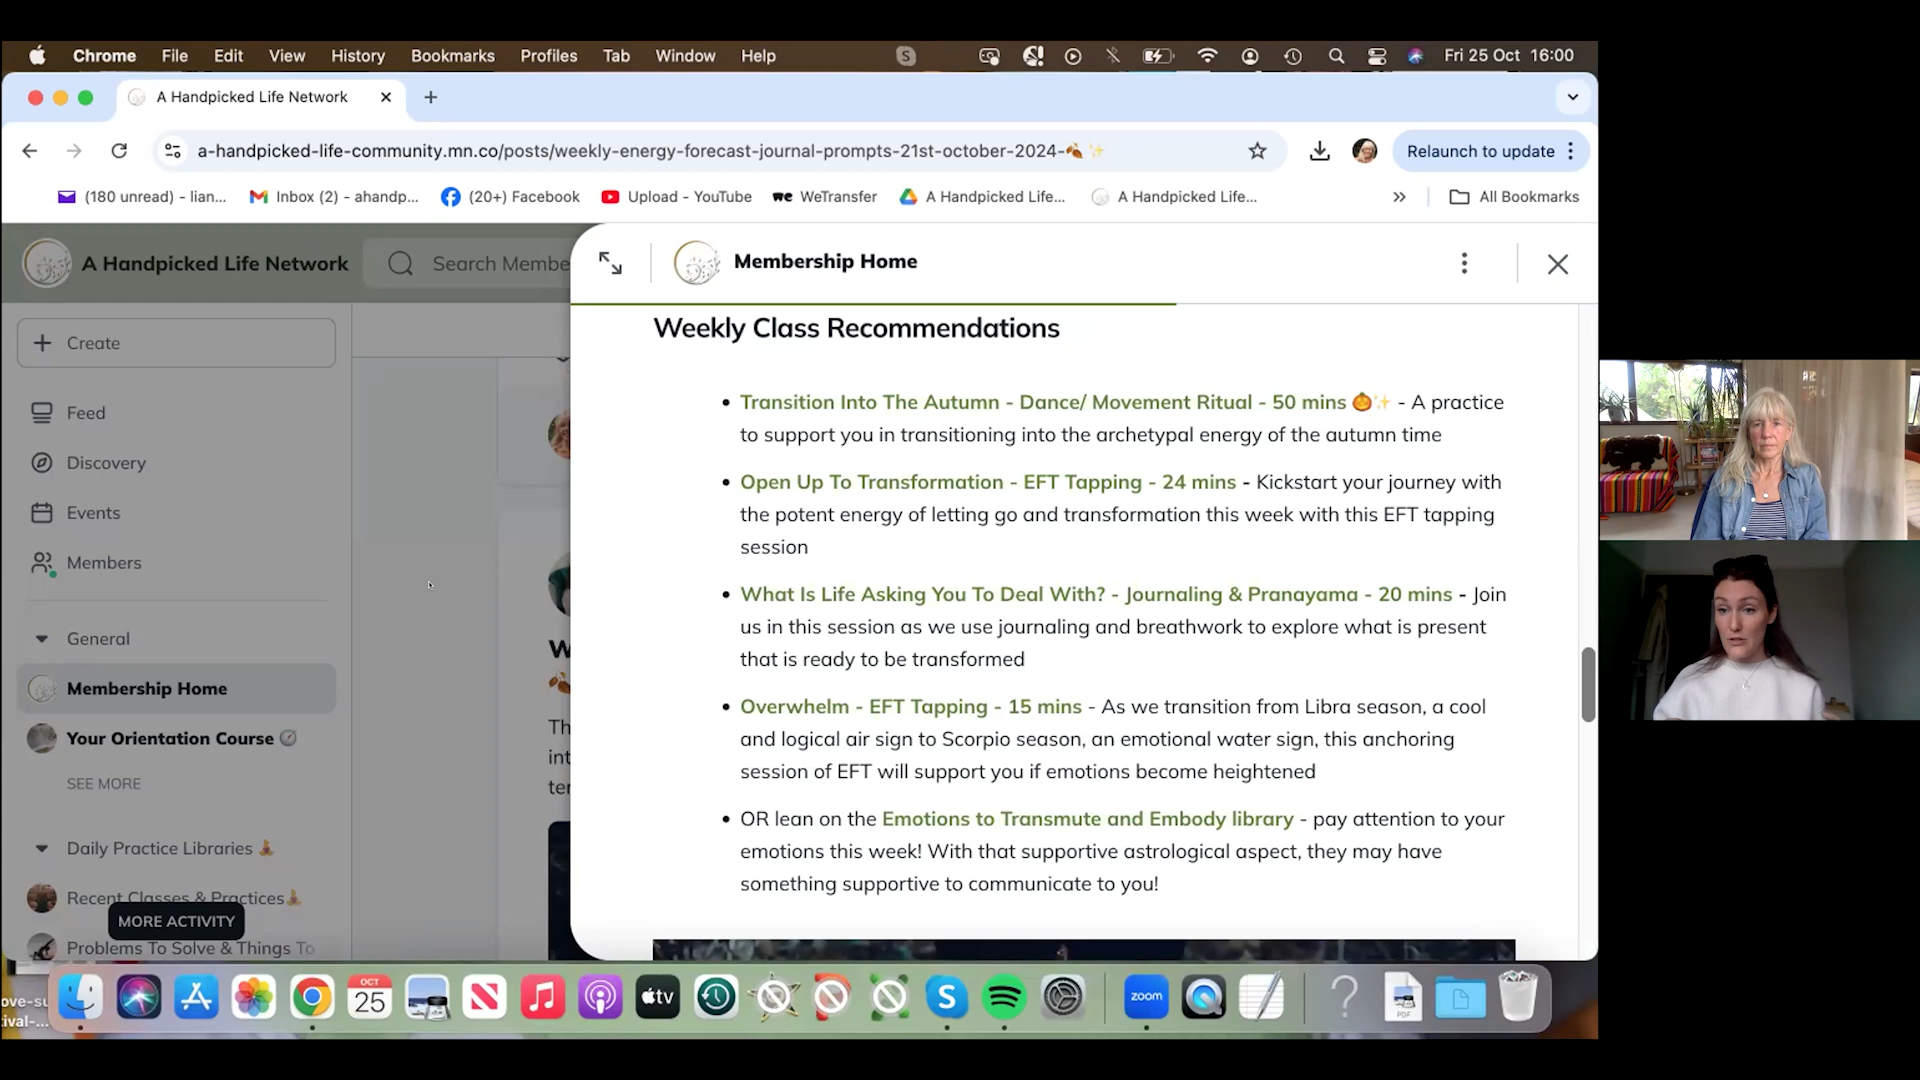 Chrome File Edit View History Bookmarks Profiles Tab Window Help Fri 25 Oct 16:00
A Handpicked Life Network
a-handpicked-life-community.mn.co/posts/weekly-energy-forecast-journal-prompts-21st-october-2024-🍂✨ Relaunch to update
(180 unread) - lian... Inbox (2) - ahandp... (20+) Facebook Upload - YouTube WeTransfer A Handpicked Life... A Handpicked Life... » All Bookmarks
A Handpicked Life Network Search Membe
Membership Home
Create
Feed
Discovery
Events
Members
General
Membership Home
Your Orientation Course 🧭
SEE MORE
Daily Practice Libraries 🧘
Recent Classes & Practices🧘
MORE ACTIVITY
Problems To Solve & Things To
W
Th
int
ter
Weekly Class Recommendations
• Transition Into The Autumn - Dance/ Movement Ritual - 50 mins 🎃✨ - A practice
to support you in transitioning into the archetypal energy of the autumn time
• Open Up To Transformation - EFT Tapping - 24 mins - Kickstart your journey with
the potent energy of letting go and transformation this week with this EFT tapping
session
• What Is Life Asking You To Deal With? - Journaling & Pranayama - 20 mins - Join
us in this session as we use journaling and breathwork to explore what is present
that is ready to be transformed
• Overwhelm - EFT Tapping - 15 mins - As we transition from Libra season, a cool
and logical air sign to Scorpio season, an emotional water sign, this anchoring
session of EFT will support you if emotions become heightened
• OR lean on the Emotions to Transmute and Embody library - pay attention to your
emotions this week! With that supportive astrological aspect, they may have
something supportive to communicate to you!
ove-su
ival-...
OCT
25
tv
zoom
PDF